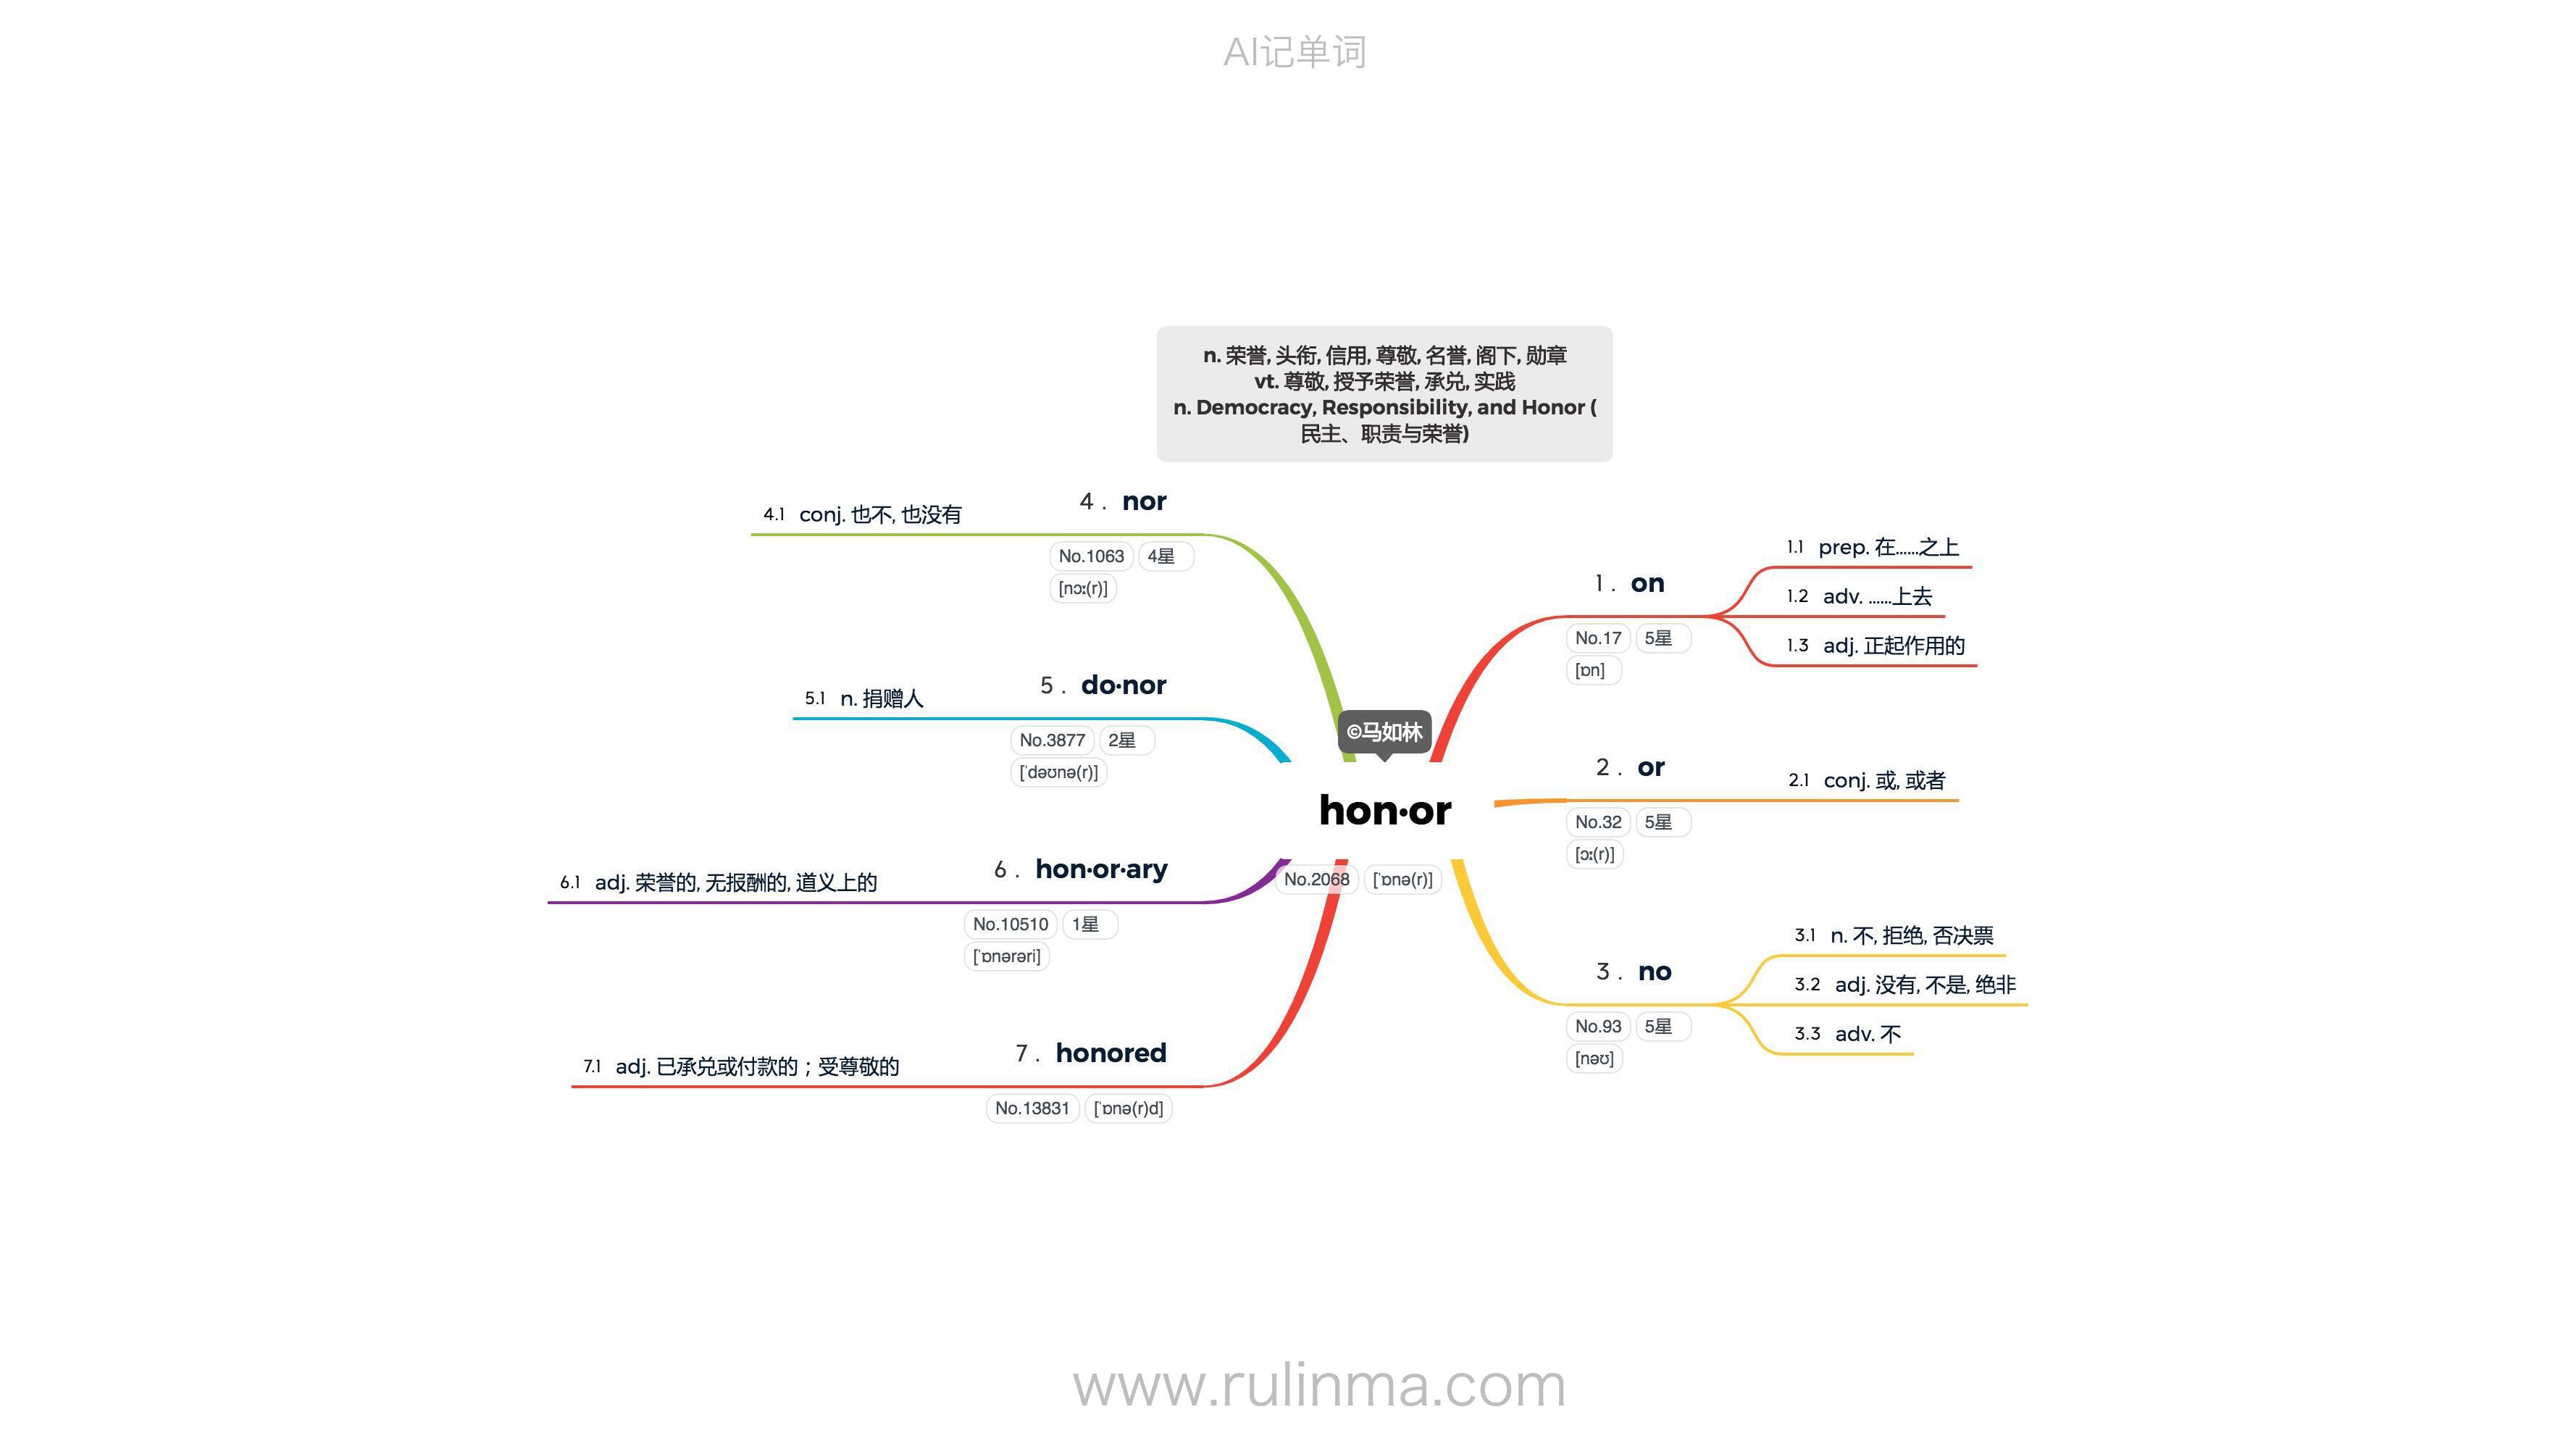 AI记单词
n. 荣誉, 头衔, 信用, 尊敬, 名誉, 阁下, 勋章
vt. 尊敬, 授予荣誉, 承兑, 实践
n. Democracy, Responsibility, and Honor (
民主、职责与荣誉)
©马如林
hon·or
No.2068 ['ɒnə(r)]
1 . on
No.17 5星
[ɒn]
1.1 prep. 在……之上
1.2 adv. ……上去
1.3 adj. 正起作用的
2 . or
No.32 5星
[ɔː(r)]
2.1 conj. 或, 或者
3 . no
No.93 5星
[nəʊ]
3.1 n. 不, 拒绝, 否决票
3.2 adj. 没有, 不是, 绝非
3.3 adv. 不
4 . nor
No.1063 4星
[nɔː(r)]
4.1 conj. 也不, 也没有
5 . do·nor
No.3877 2星
['dəʊnə(r)]
5.1 n. 捐赠人
6 . hon·or·ary
No.10510 1星
['ɒnərəri]
6.1 adj. 荣誉的, 无报酬的, 道义上的
7 . honored
No.13831 ['ɒnə(r)d]
7.1 adj. 已承兑或付款的；受尊敬的
www.rulinma.com